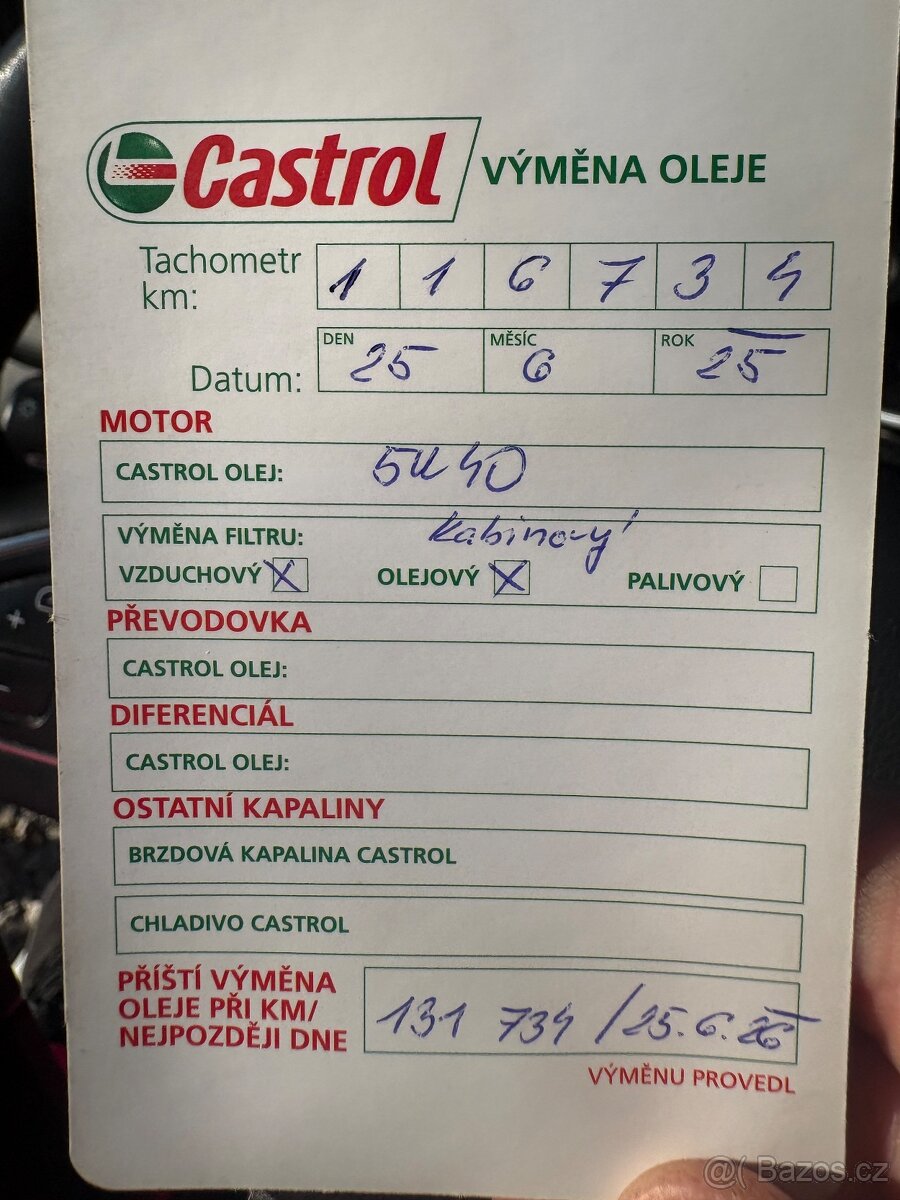 Castrol VÝMĚNA OLEJE
Tachometr
km: 1 1 6 7 3 4
DEN MĚSÍC ROK
Datum: 25 6 25
MOTOR
CASTROL OLEJ: 5W40
VÝMĚNA FILTRU: Kabinový
VZDUCHOVÝ X OLEJOVÝ X PALIVOVÝ
PŘEVODOVKA
CASTROL OLEJ:
DIFERENCIÁL
CASTROL OLEJ:
OSTATNÍ KAPALINY
BRZDOVÁ KAPALINA CASTROL
CHLADIVO CASTROL
PŘÍŠTÍ VÝMĚNA
OLEJE PŘI KM/
NEJPOZDĚJI DNE 131 734 / 25.6.26
VÝMĚNU PROVEDL
@ Bazos.cz